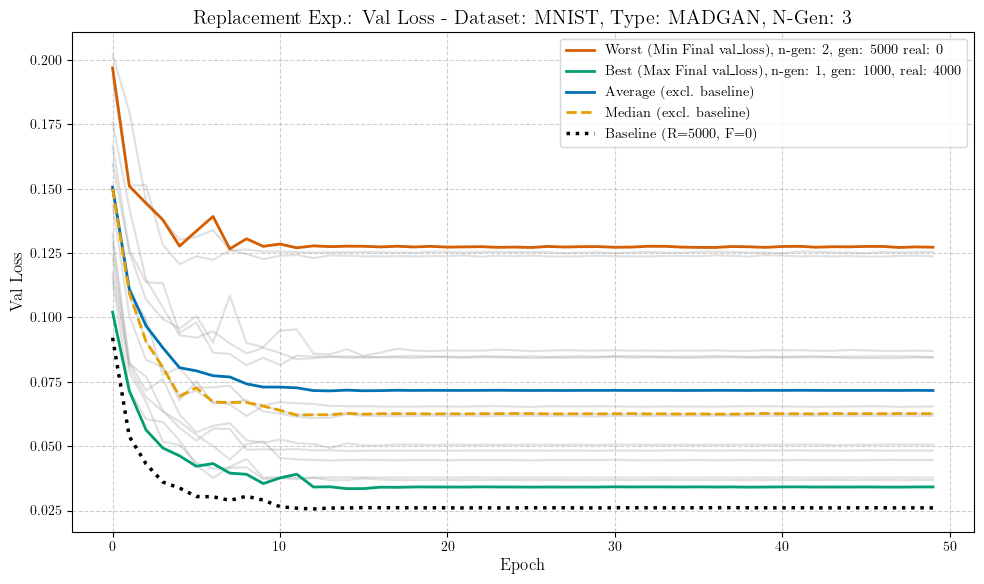 Replacement Exp.: Val Loss - Dataset: MNIST, Type: MADGAN, N-Gen: 3
Worst (Min Final val_loss), n-gen: 2, gen: 5000 real: 0
Best (Max Final val_loss), n-gen: 1, gen: 1000, real: 4000
Average (excl. baseline)
Median (excl. baseline)
Baseline (R=5000, F=0)
Val Loss
0.200
0.175
0.150
0.125
0.100
0.075
0.050
0.025
0
10
20
30
40
50
Epoch